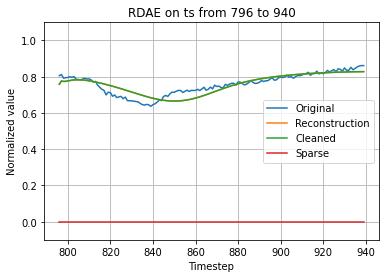 RDAE on ts from 796 to 940
1.0
0.8
0.6
0.4
0.2
0.0
Normalized value
Original
Reconstruction
Cleaned
Sparse
800 820 840 860 880 900 920 940
Timestep